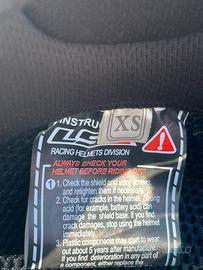 INSTRU
XS
LS2
RACING HELMETS DIVISION
ALWAYS CHECK YOUR
HELMET BEFORE RIDING OFF
1 1. Check the shield and visor screws,
and retighten them if necessary.
2. Check for cracks in the helmet. Strong
acid (for example, battery acid) can
damage the shield base. If you find
crack damages, stop using the helmet
immediately.
3. Plastic components may start to wear
out about 5 years after manufacture.
If you find deterioration in any part of
a component, either replace the